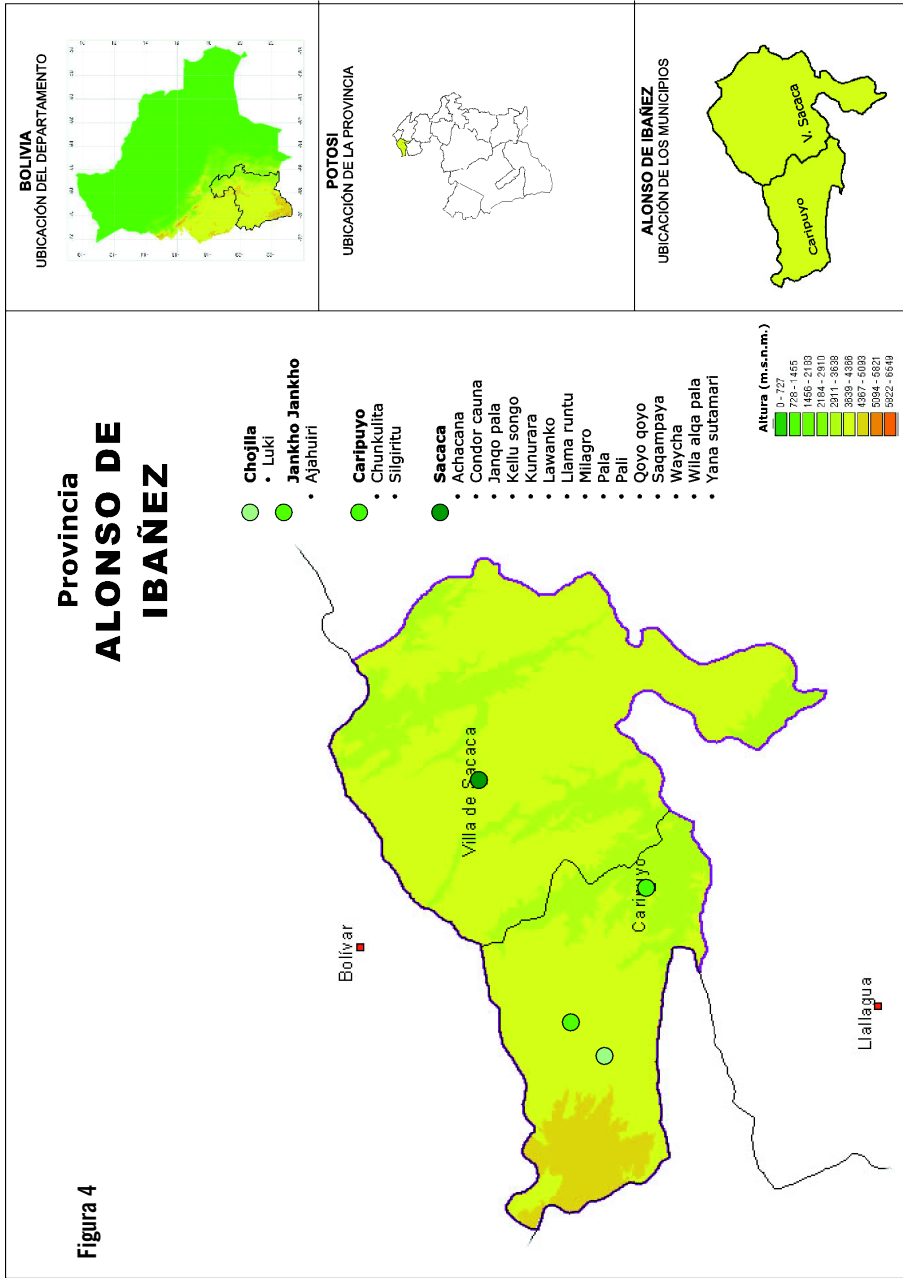 Figura 4
Provincia
ALONSO DE
IBAÑEZ
Chojilla
• Luki
Jankho Jankho
• Ajahuiri
Caripuyo
• Chunkulita
• Silgiritu
Sacaca
• Achacana
• Condor cauna
• Janqo pala
• Kellu songo
• Kunurara
• Lawanko
• Llama runtu
• Milagro
• Pala
• Pali
• Qoyo qoyo
• Saqampaya
• Waycha
• Wila alqa pala
• Yana sutamari
Bolívar
Villa de Sacaca
Caripuyo
Llallagua
Altura (m.s.n.m.)
0 - 727
728 - 1455
1456 - 2183
2184 - 2910
2911 - 3638
3639 - 4366
4367 - 5093
5094 - 5821
5822 - 6549
BOLIVIA
UBICACIÓN DEL DEPARTAMENTO
POTOSI
UBICACIÓN DE LA PROVINCIA
ALONSO DE IBAÑEZ
UBICACIÓN DE LOS MUNICIPIOS
Caripuyo
V. Sacaca